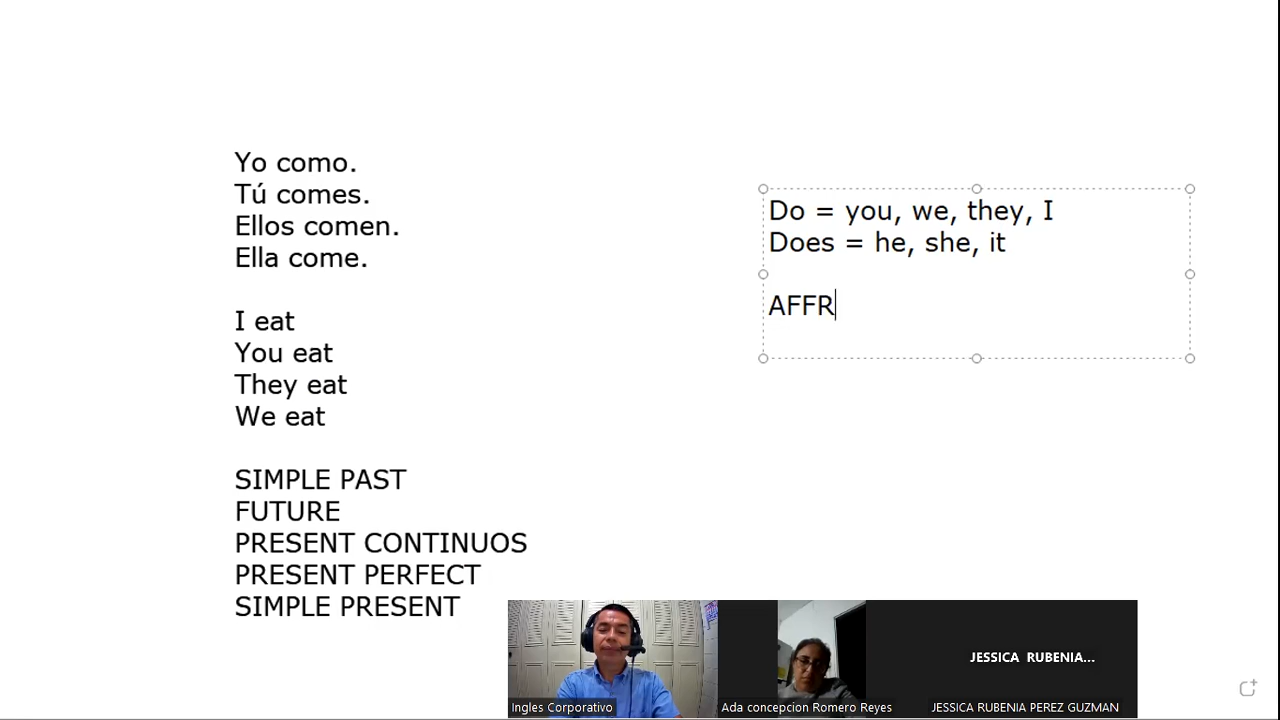 Yo como.
Tú comes.
Ellos comen.
Ella come.
I eat
You eat
They eat
We eat
SIMPLE PAST
FUTURE
PRESENT CONTINUOS
PRESENT PERFECT
SIMPLE PRESENT
Do = you, we, they, I
Does = he, she, it
AFFR
Ingles Corporativo
Ada concepcion Romero Reyes
JESSICA RUBENIA...
JESSICA RUBENIA PEREZ GUZMAN